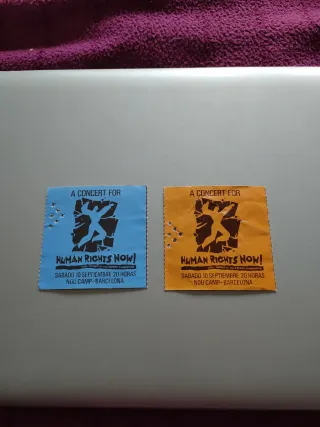 A CONCERT FOR
HUMAN RIGHTS NOW!
SABADO 10 SEPTIEMBRE 20 HORAS
NOU CAMP-BARCELONA
A CONCERT FOR
HUMAN RIGHTS NOW!
SABADO 10 SEPTIEMBRE 20 HORAS
NOU CAMP-BARCELONA